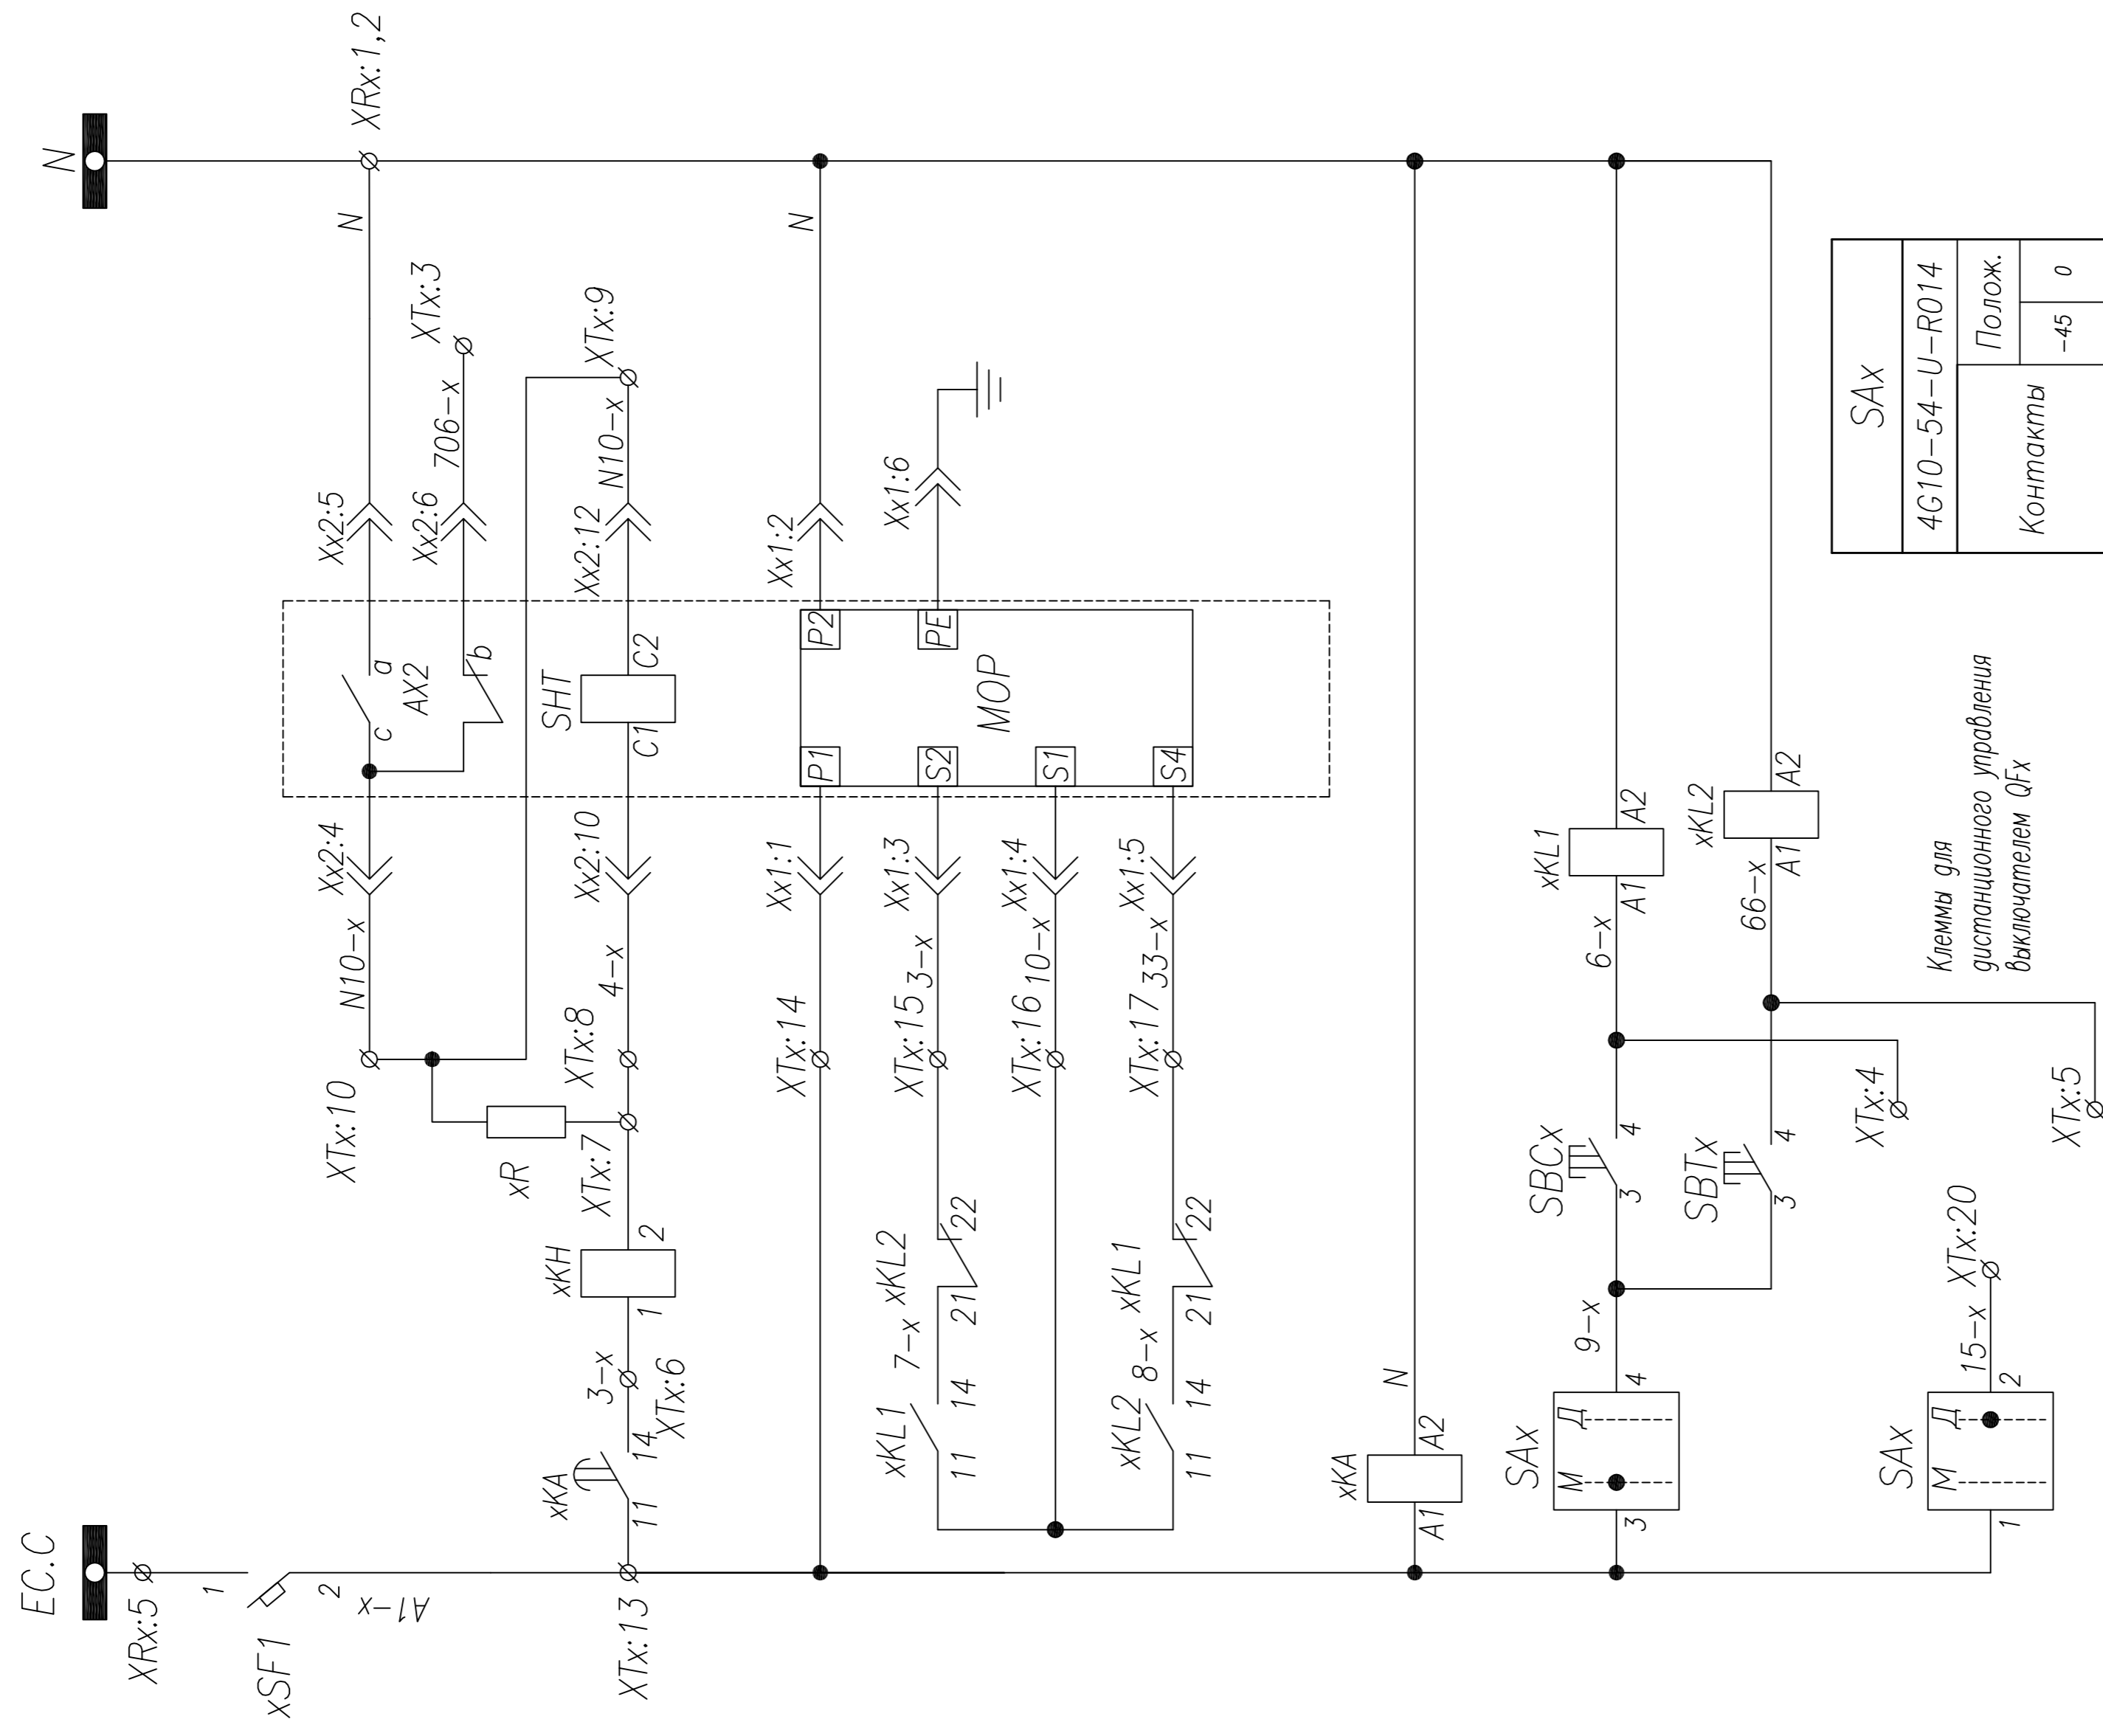 EC.C
N
XRx:5
1
xSF1
2
A1-x
XRx:1,2
XTx:10
N10-x
Xx2:4
c
a
AX2
Xx2:5
N
b
Xx2:6
706-x
XTx:3
XTx:13
11
xKA
14
3-x
XTx:6
1
xKH
2
XTx:7
xR
XTx:8
4-x
Xx2:10
C1
SHT
C2
Xx2:12
N10-x
XTx:9
XTx:14
Xx1:1
P1
P2
Xx1:2
N
xKL1
11
14
7-x
xKL2
21
22
XTx:15
3-x
Xx1:3
S2
PE
Xx1:6
MOP
XTx:16
10-x
Xx1:4
S1
xKL2
11
14
8-x
xKL1
21
22
XTx:17
33-x
Xx1:5
S4
A1
xKA
A2
N
SAx
3
М
Д
4
9-x
SBCx
3
4
6-x
A1
xKL1
A2
SBTx
3
4
66-x
A1
xKL2
A2
SAx
1
М
Д
2
15-x
XTx:20
XTx:4
XTx:5
Клеммы для
дистанционного управления
выключателем QFx
SAx
4G10-54-U-R014
Контакты
Полож.
-45
0